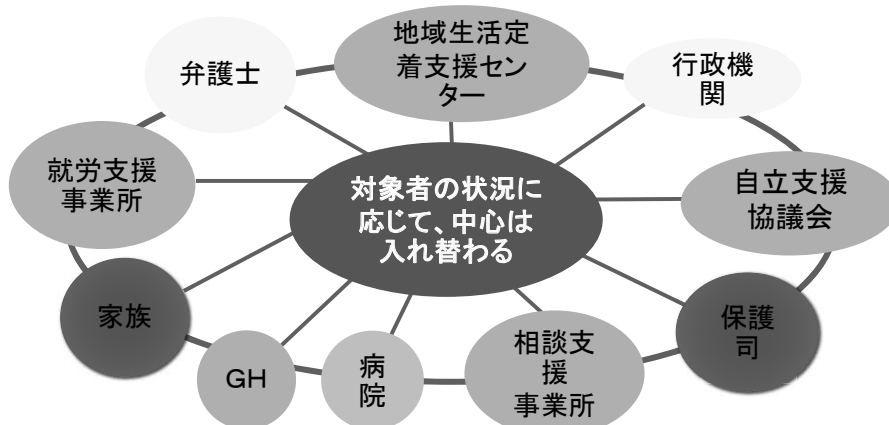 地域生活定
着支援セン
ター
弁護士
行政機
関
就労支援
事業所
対象者の状況に
応じて、中心は
入れ替わる
自立支援
協議会
家族
保護
司
GH
病
院
相談支
援
事業所